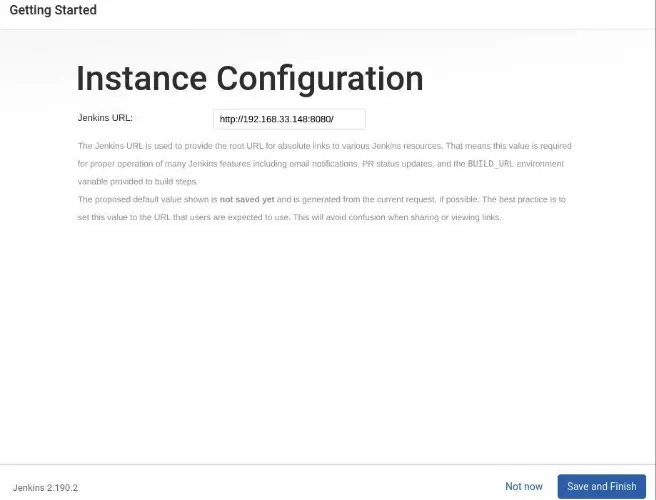 Getting Started
Instance Configuration
Jenkins URL: http://192.168.33.148:8080/
The Jenkins URL is used to provide the root URL for absolute links to various Jenkins resources. That means this value is required
for proper operation of many Jenkins features including email notifications, PR status updates, and the BUILD_URL environment
variable provided to build steps.
The proposed default value shown is not saved yet and is generated from the current request, if possible. The best practice is to
set this value to the URL that users are expected to use. This will avoid confusion when sharing or viewing links.
Jenkins 2.190.2 Not now Save and Finish